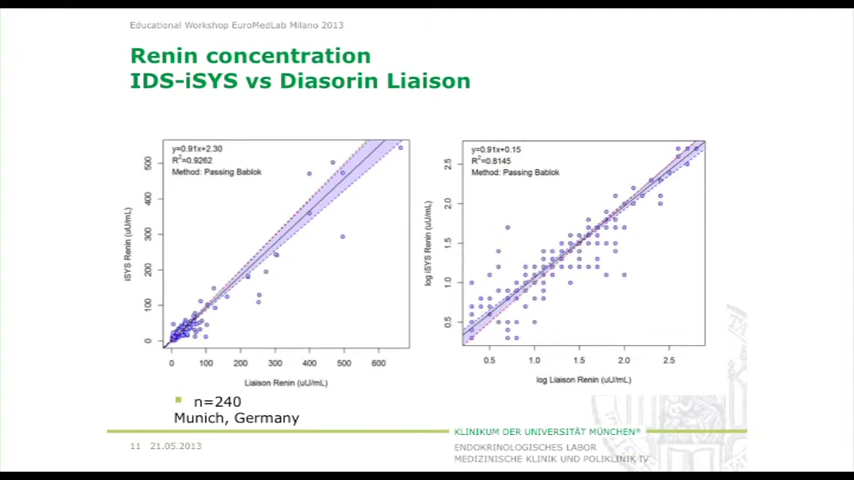 Educational Workshop EuroMedLab Milano 2013
Renin concentration
IDS-iSYS vs Diasorin Liaison
y=0.91x+2.30
R²=0.9262
Method: Passing Bablok
iSYS Renin (uU/mL)
500
400
300
200
100
0
0 100 200 300 400 500 600
Liaison Renin (uU/mL)
y=0.91x+0.15
R²=0.8145
Method: Passing Bablok
log iSYS Renin (uU/mL)
2.5
2.0
1.5
1.0
0.5
0.5 1.0 1.5 2.0 2.5
log Liaison Renin (uU/mL)
n=240
Munich, Germany
KLINIKUM DER UNIVERSITÄT MÜNCHEN®
11 21.05.2013
ENDOKRINOLOGISCHES LABOR
MEDIZINISCHE KLINIK UND POLIKLINIK IV